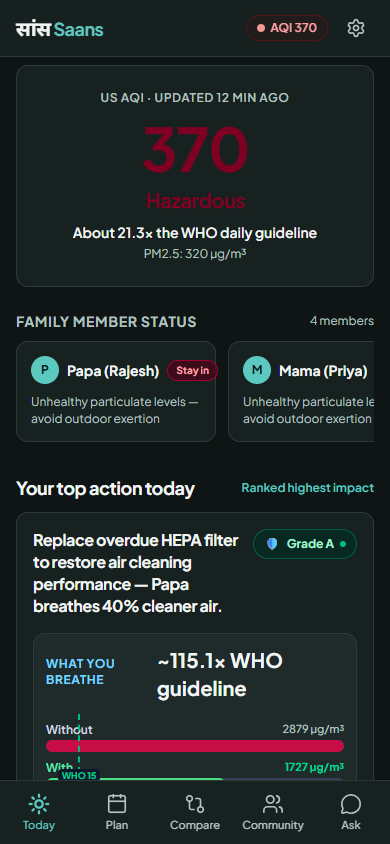 सांस Saans
AQI 370
US AQI · UPDATED 12 MIN AGO
370
Hazardous
About 21.3× the WHO daily guideline
PM2.5: 320 µg/m³
FAMILY MEMBER STATUS
4 members
P
Papa (Rajesh)
Stay in
Unhealthy particulate levels —
avoid outdoor exertion
M
Mama (Priya)
Unhealthy particulate le
avoid outdoor exertion
Your top action today
Ranked highest impact
Replace overdue HEPA filter
to restore air cleaning
performance — Papa
breathes 40% cleaner air.
Grade A
WHAT YOU
BREATHE
~115.1× WHO
guideline
Without
2879 µg/m³
With
1727 µg/m³
WHO 15
Today
Plan
Compare
Community
Ask